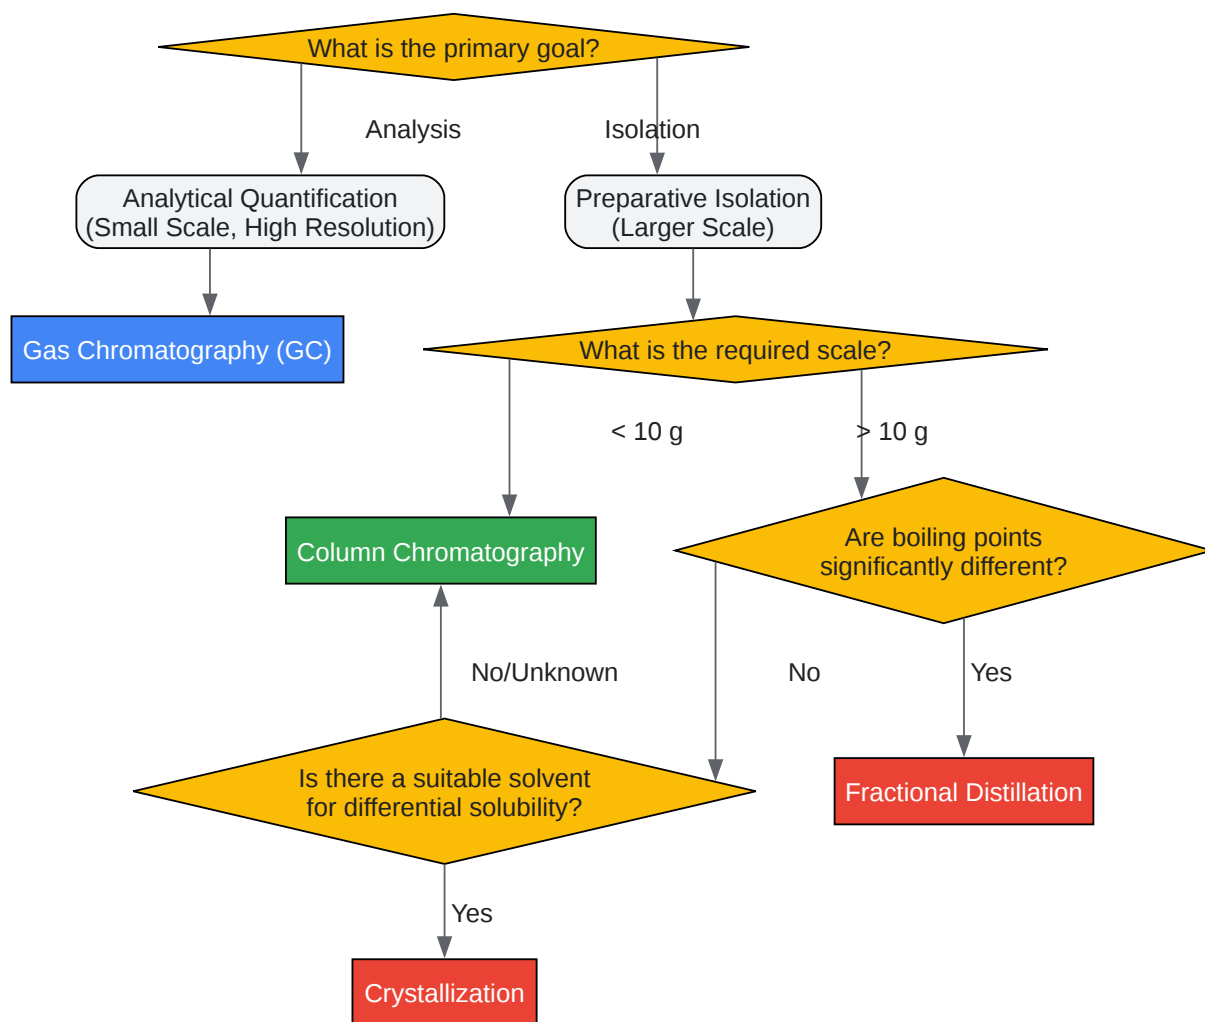 What is the primary goal?
Analysis
Isolation
Analytical Quantification
(Small Scale, High Resolution)
Preparative Isolation
(Larger Scale)
Gas Chromatography (GC)
What is the required scale?
< 10 g
> 10 g
Column Chromatography
Are boiling points
significantly different?
No/Unknown
No
Yes
Is there a suitable solvent
for differential solubility?
Fractional Distillation
Yes
Crystallization